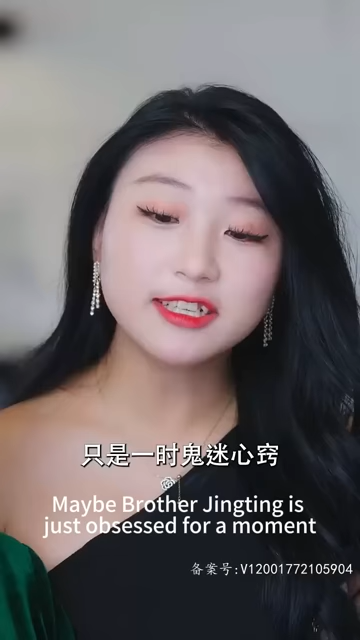 只是一时鬼迷心窍
Maybe Brother Jingting is
just obsessed for a moment
备案号:V12001772105904